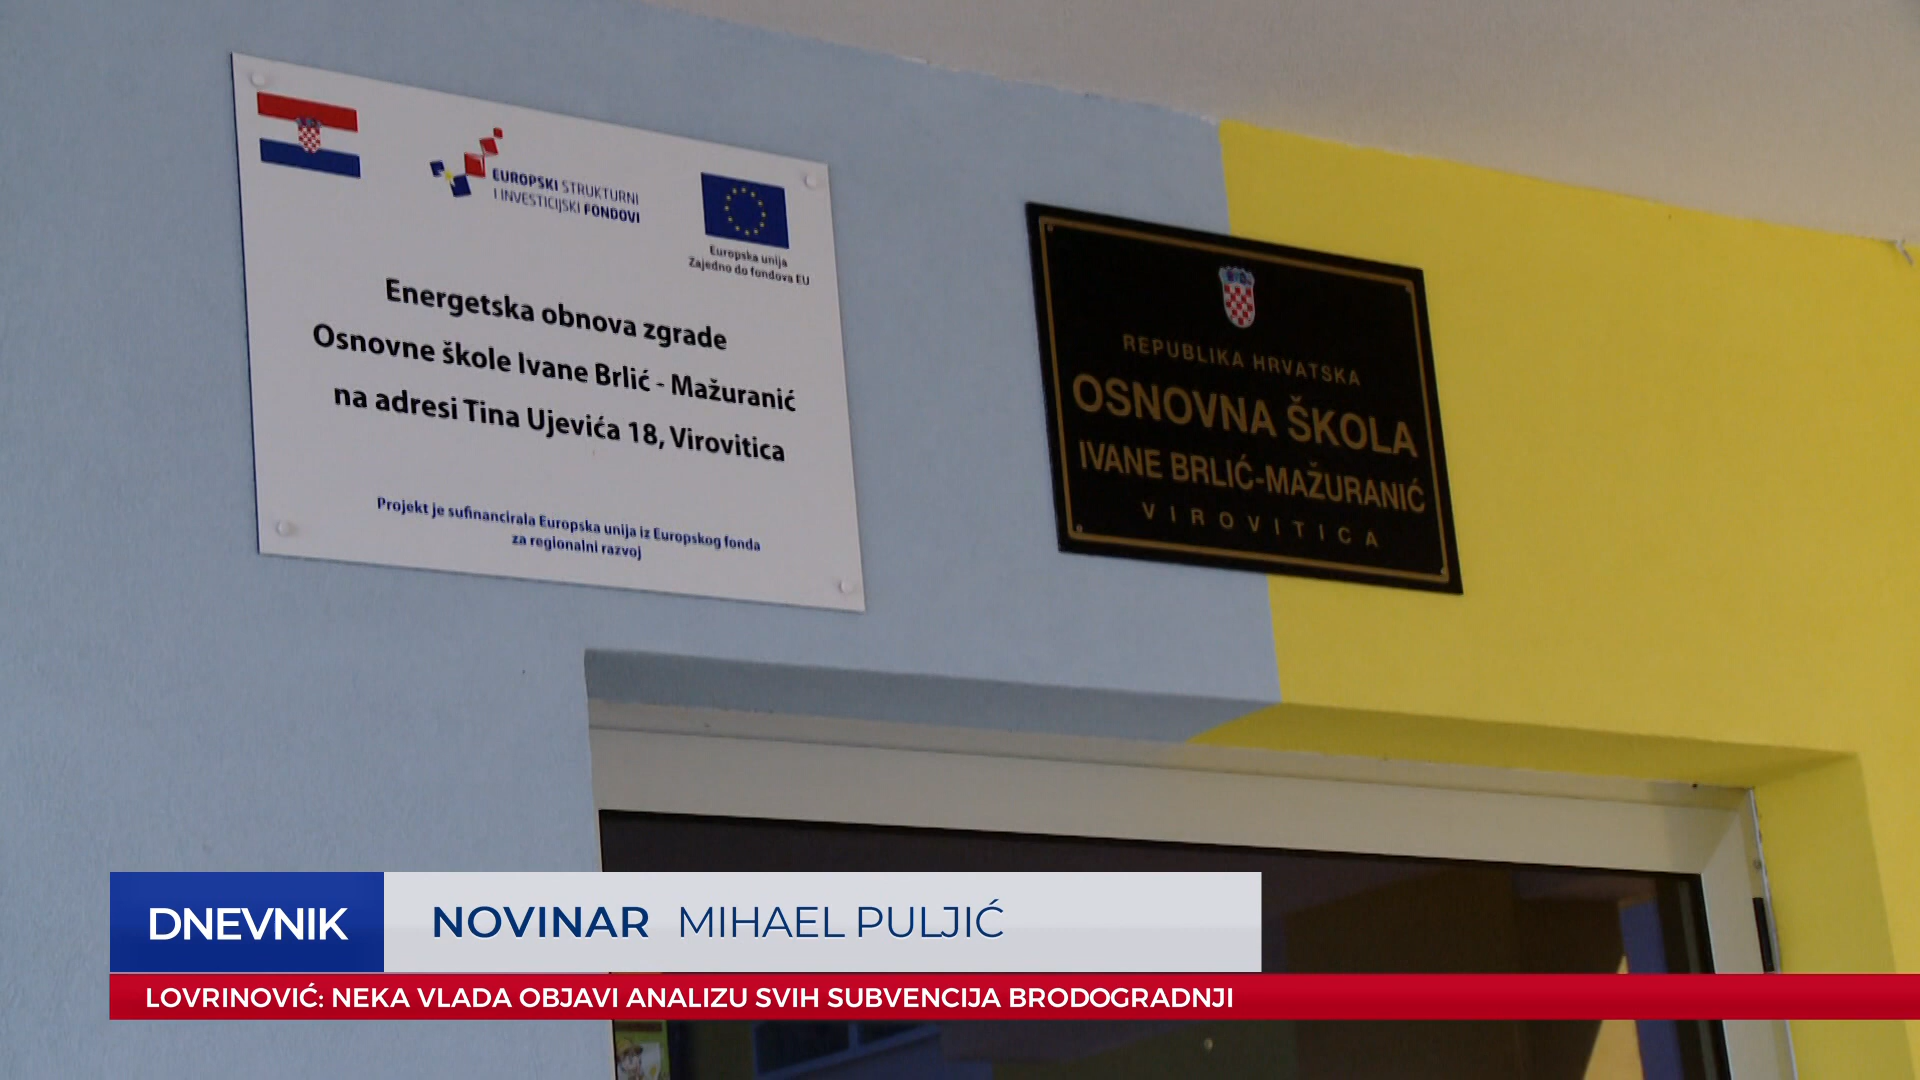 EUROPSKI STRUKTURNI
I INVESTICIJSKI FONDOVI
Europska unija
Zajedno do fondova EU
Energetska obnova zgrade
Osnovne škole Ivane Brlić - Mažuranić
na adresi Tina Ujevića 18, Virovitica
Projekt je sufinancirala Europska unija iz Europskog fonda
za regionalni razvoj
REPUBLIKA HRVATSKA
OSNOVNA ŠKOLA
IVANE BRLIĆ-MAŽURANIĆ
VIROVITICA
DNEVNIK
NOVINAR MIHAEL PULJIĆ
LOVRINOVIĆ: NEKA VLADA OBJAVI ANALIZU SVIH SUBVENCIJA BRODOGRADNJI